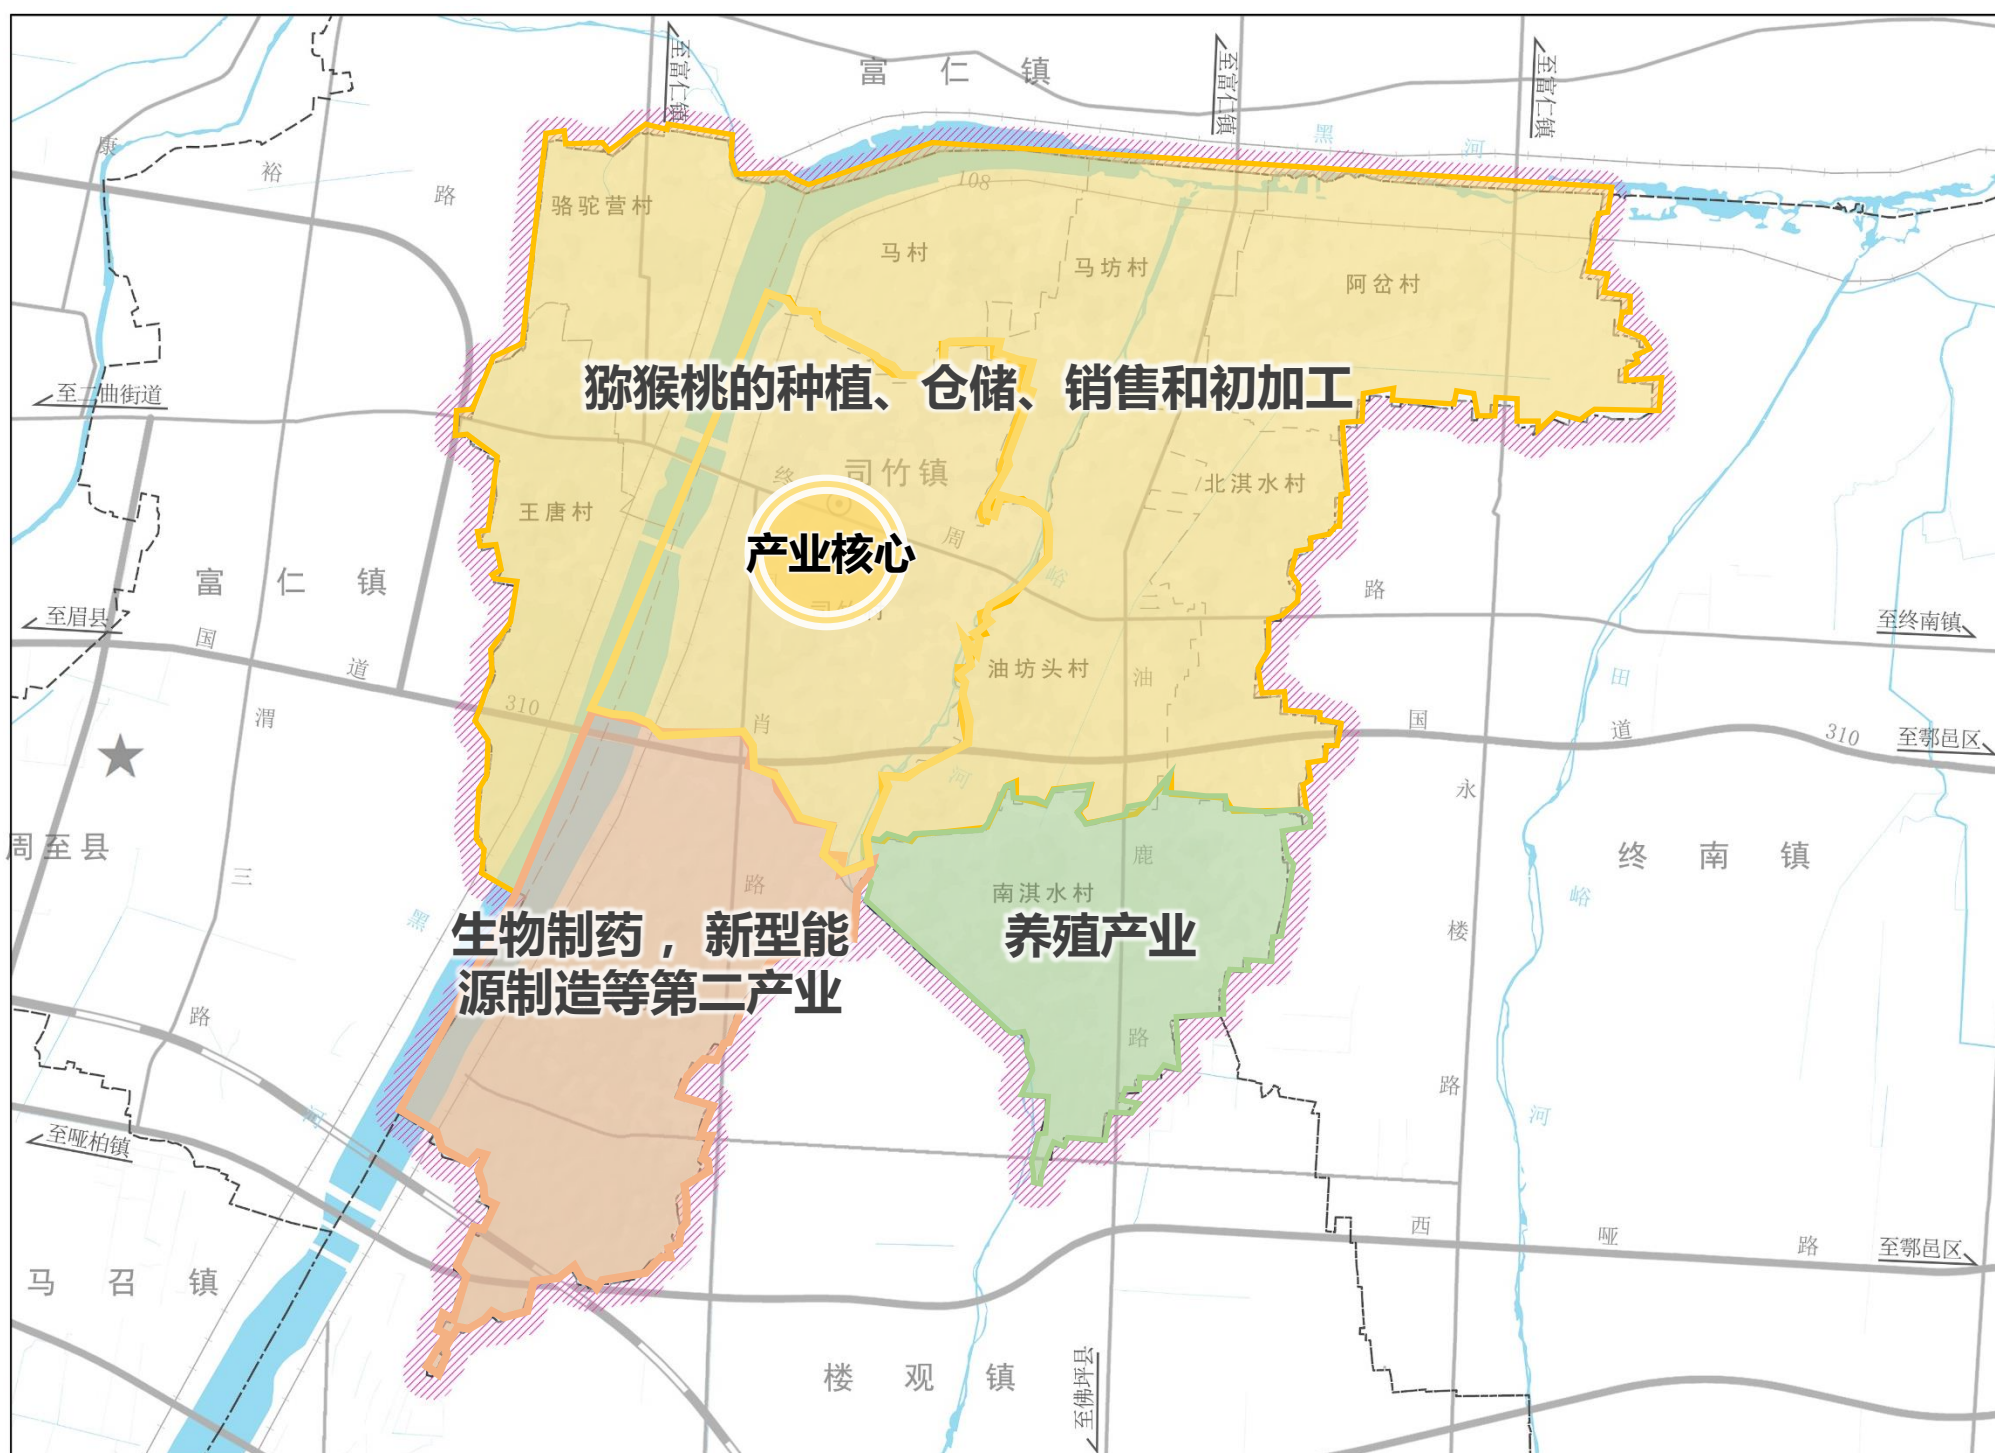 至富仁镇
富仁镇
至富仁镇
至富仁镇
黑河
康裕路
骆驼营村
108
马村
马坊村
阿岔村
至二曲街道
猕猴桃的种植、仓储、销售和初加工
司竹镇
终周路
王唐村
北淇水村
产业核心
司竹村
富仁镇
至眉县
国道
310
峪
三
油坊头村
油
至终南镇
田
国道
310
至鄠邑区
渭
肖
河
永
周至县
三
路
鹿
南淇水村
终南镇
黑
生物制药，新型能
源制造等第二产业
养殖产业
峪
楼
路
路
路
河
河
至哑柏镇
西哑路
至鄠邑区
马召镇
楼观镇
至佛坪县